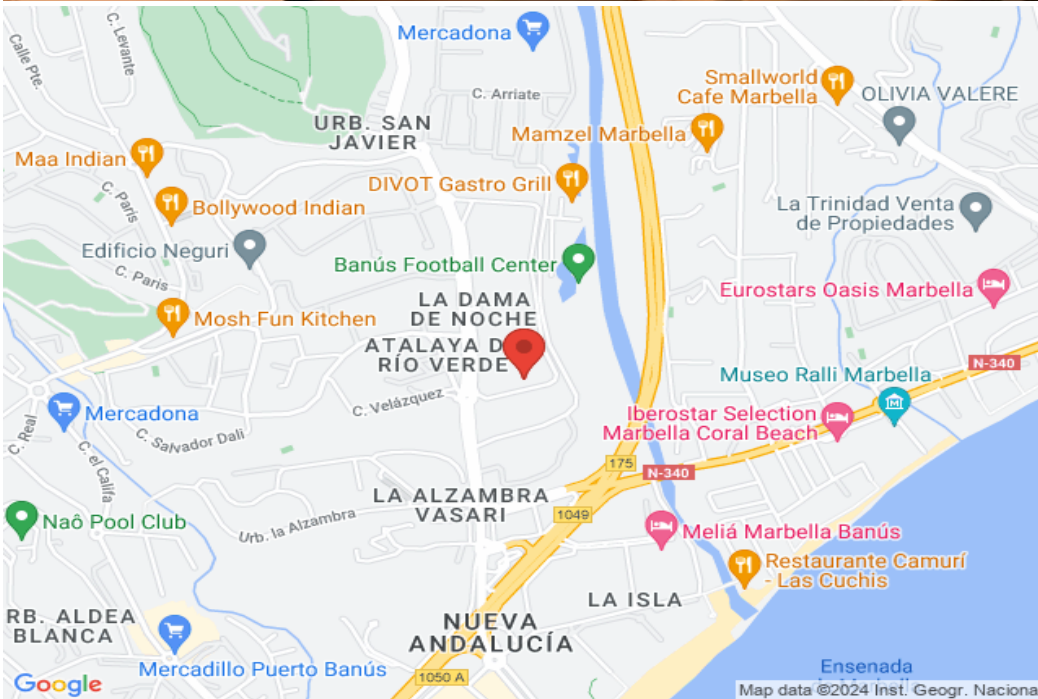 Calle Pte.
C. Levante
Mercadona
C. Arriate
Smallworld
Cafe Marbella
OLIVIA VALERE
URB. SAN
JAVIER
Mamzel Marbella
Maa Indian
DIVOT Gastro Grill
C. Paris
Bollywood Indian
La Trinidad Venta
de Propiedades
Edificio Neguri
Banús Football Center
C. Paris
Eurostars Oasis Marbella
LA DAMA
DE NOCHE
Mosh Fun Kitchen
ATALAYA D
RÍO VERDE
N-340
Museo Ralli Marbella
C. Velázquez
Mercadona
Iberostar Selection
Marbella Coral Beach
C. Real
C. Salvador Dali
C. el Califa
175
N-340
LA ALZAMBRA
VASARI
1049
Naô Pool Club
Urb. la Alzambra
Meliá Marbella Banús
Restaurante Camurí
- Las Cuchis
LA ISLA
RB. ALDEA
BLANCA
NUEVA
ANDALUCÍA
Mercadillo Puerto Banús
1050 A
Ensenada
Google
Map data ©2024 Inst. Geogr. Naciona